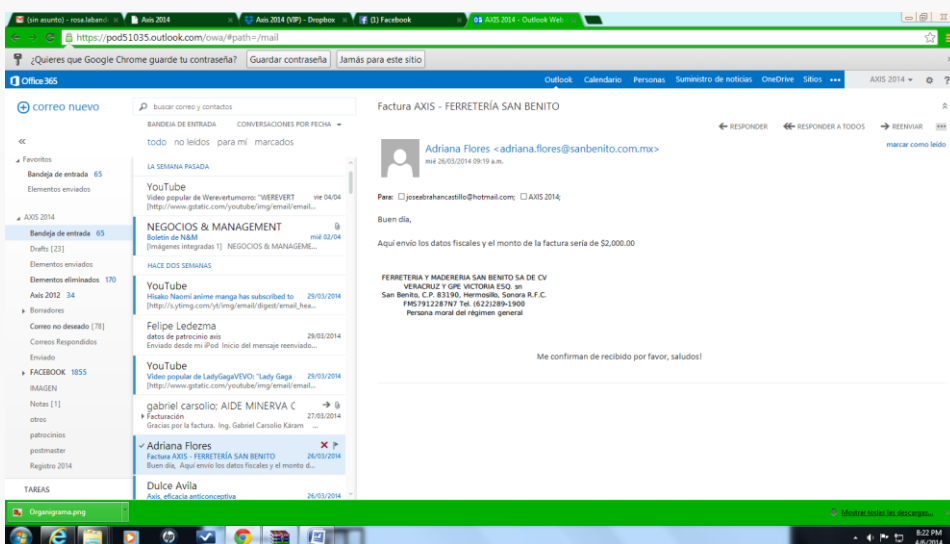 (sin asunto) - rosa.laband
Axis 2014
Axis 2014 (VIP) - Dropbox
(1) Facebook
AXIS 2014 - Outlook Web
https://pod51035.outlook.com/owa/#path=/mail
¿Quieres que Google Chrome guarde tu contraseña? Guardar contraseña Jamás para este sitio
Office 365
Outlook Calendario Personas Suministro de noticias OneDrive Sitios ••• AXIS 2014 ?
correo nuevo
«
Favoritos
Bandeja de entrada 65
Elementos enviados
AXIS 2014
Bandeja de entrada 65
Drafts [23]
Elementos enviados
Elementos eliminados 170
Axis 2012 34
Borradores
Correo no deseado [78]
Correos Respondidos
Enviado
FACEBOOK 1855
IMAGEN
Notas [1]
otros
patrocinios
postmaster
Registro 2014
TAREAS
buscar correo y contactos
BANDEJA DE ENTRADA CONVERSACIONES POR FECHA
todo no leídos para mí marcados
LA SEMANA PASADA
YouTube
Video popular de Werevertumorro: "WEREVERT vie 04/04
[http://www.gstatic.com/youtube/img/email/email...
NEGOCIOS & MANAGEMENT
Boletín de N&M mié 02/04
[Imágenes integradas 1] NEGOCIOS & MANAGEME...
HACE DOS SEMANAS
YouTube
Hisako Naomi anime manga has subscribed to 29/03/2014
[http://s.ytimg.com/yt/img/email/digest/email_hea...
Felipe Ledezma
datos de patrocinio axis 29/03/2014
Enviado desde mi iPod Inicio del mensaje reenviado...
YouTube
Video popular de LadyGagaVEVO: "Lady Gaga 29/03/2014
[http://www.gstatic.com/youtube/img/email/email...
gabriel carsolio; AIDE MINERVA C
Facturación 27/03/2014
Gracias por la factura. Ing. Gabriel Carsolio Káram ...
Adriana Flores
Factura AXIS - FERRETERÍA SAN BENITO 26/03/2014
Buen día, Aquí envío los datos fiscales y el monto d...
Dulce Avila
Axis, eficacia anticonceptiva 26/03/2014
Factura AXIS - FERRETERÍA SAN BENITO
RESPONDER RESPONDER A TODOS REENVIAR •••
marcar como leído
Adriana Flores <adriana.flores@sanbenito.com.mx>
mié 26/03/2014 09:19 a.m.
Para: joseabrahancastillo@hotmail.com; AXIS 2014;
Buen día,
Aquí envío los datos fiscales y el monto de la factura sería de $2,000.00
FERRETERIA Y MADERERIA SAN BENITO SA DE CV
VERACRUZ Y GPE VICTORIA ESQ. sn
San Benito, C.P. 83190, Hermosillo, Sonora R.F.C.
FMS7912287N7 Tel. (622)289-1900
Persona moral del régimen general
Me confirman de recibido por favor, saludos!
Organigrama.png
Mostrar todas las descargas...
8:22 PM
4/6/2014